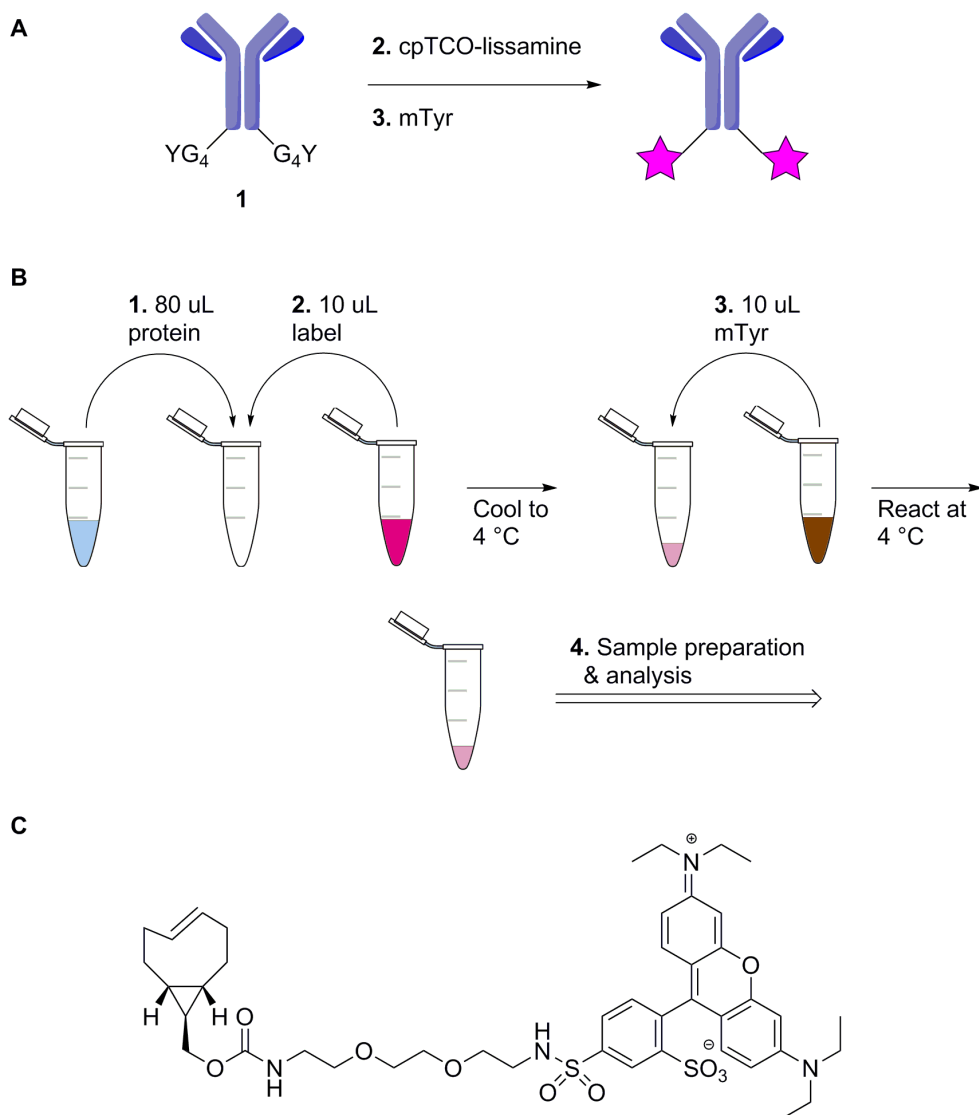 A
2. cpTCO-lissamine
3. mTyr
YG4
G4Y
1
B
1. 80 uL
protein
2. 10 uL
label
3. 10 uL
mTyr
Cool to
4 °C
React at
4 °C
4. Sample preparation
& analysis
C
⊕
N
O
H
H
O
H
N
O
N
H
O
O
S
O
O
⊖
SO3
N